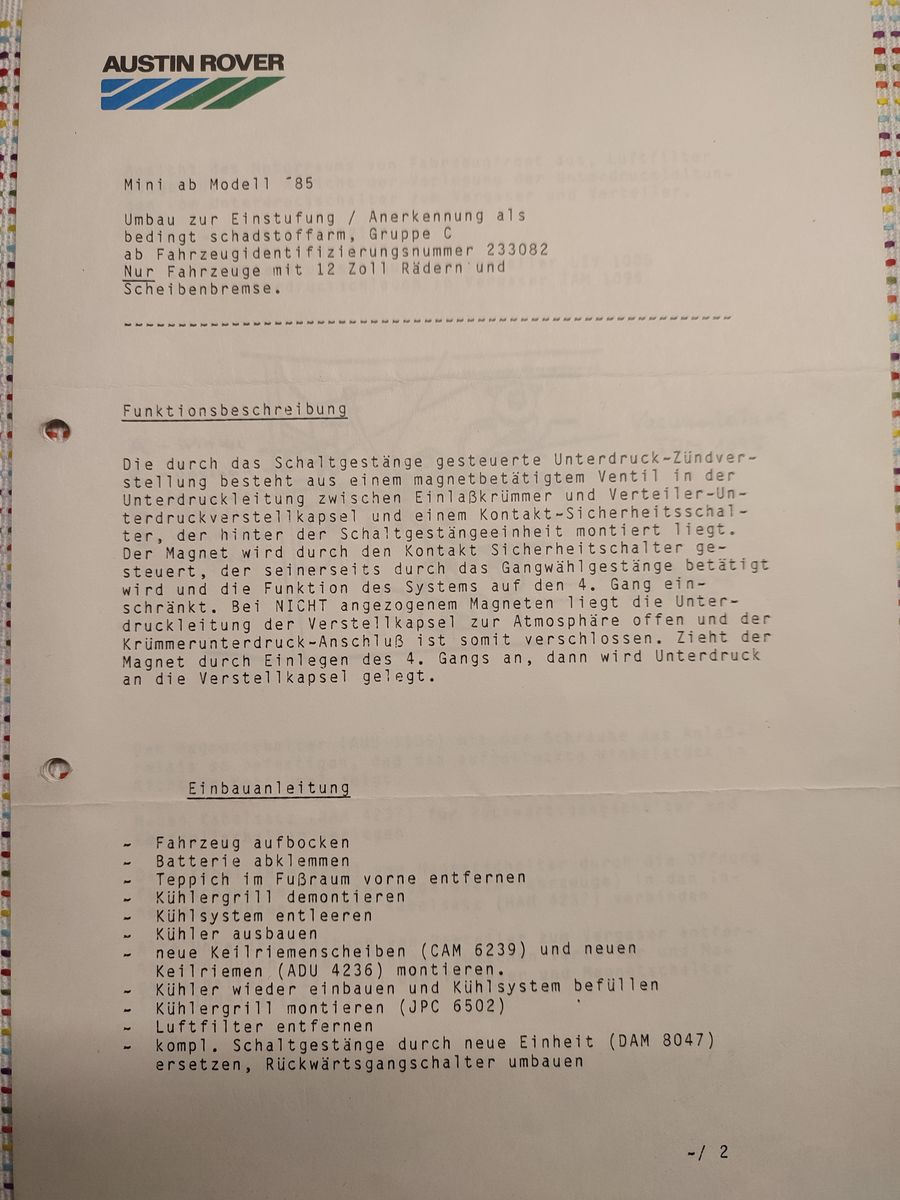 AUSTIN ROVER
Mini ab Modell ´85
Umbau zur Einstufung / Anerkennung als
bedingt schadstoffarm, Gruppe C
ab Fahrzeugidentifizierungsnummer 233082
Nur Fahrzeuge mit 12 Zoll Rädern und
Scheibenbremse.
Funktionsbeschreibung
Die durch das Schaltgestänge gesteuerte Unterdruck-Zündver-
stellung besteht aus einem magnetbetätigtem Ventil in der
Unterdruckleitung zwischen Einlaßkrümmer und Verteiler-Un-
terdruckverstellkapsel und einem Kontakt-Sicherheitsschal-
ter, der hinter der Schaltgestängeeinheit montiert liegt.
Der Magnet wird durch den Kontakt Sicherheitschalter ge-
steuert, der seinerseits durch das Gangwählgestänge betätigt
wird und die Funktion des Systems auf den 4. Gang ein-
schränkt. Bei NICHT angezogenem Magneten liegt die Unter-
druckleitung der Verstellkapsel zur Atmosphäre offen und der
Krümmerunterdruck-Anschluß ist somit verschlossen. Zieht der
Magnet durch Einlegen des 4. Gangs an, dann wird Unterdruck
an die Verstellkapsel gelegt.
Einbauanleitung
- Fahrzeug aufbocken
- Batterie abklemmen
- Teppich im Fußraum vorne entfernen
- Kühlergrill demontieren
- Kühlsystem entleeren
- Kühler ausbauen
- neue Keilriemenscheiben (CAM 6239) und neuen
Keilriemen (ADU 4236) montieren.
- Kühler wieder einbauen und Kühlsystem befüllen
- Kühlergrill montieren (JPC 6502)
- Luftfilter entfernen
- kompl. Schaltgestänge durch neue Einheit (DAM 8047)
ersetzen, Rückwärtsgangschalter umbauen
-/ 2